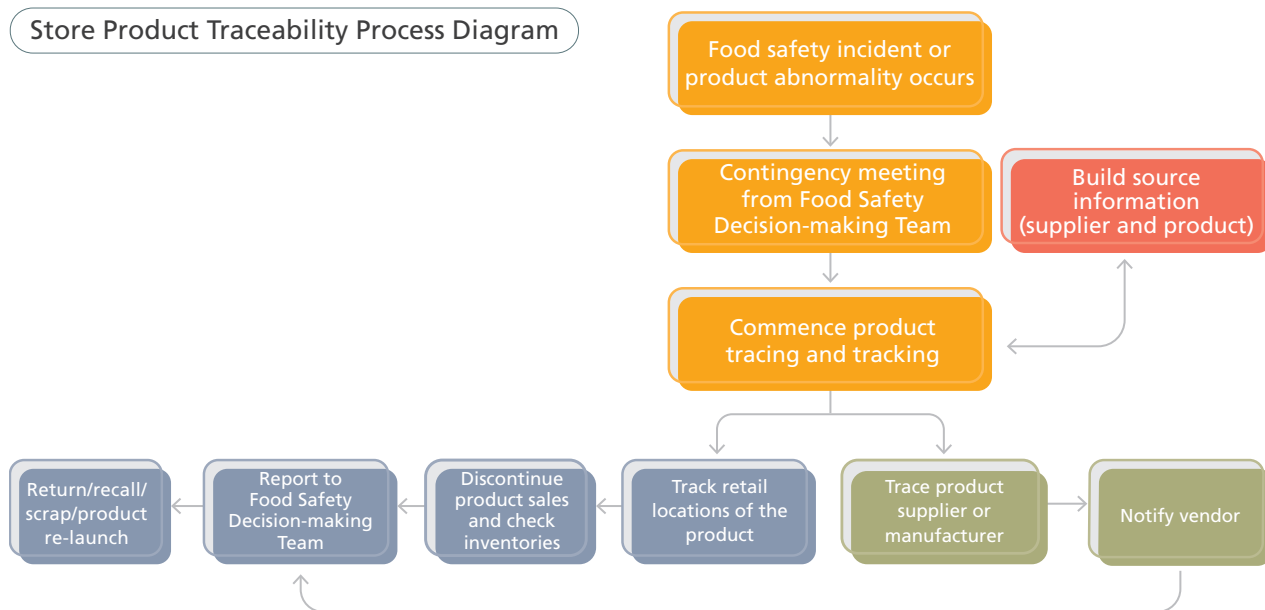 Store Product Traceability Process Diagram
Food safety incident or
product abnormality occurs
Contingency meeting
from Food Safety
Decision-making Team
Build source
information
(supplier and product)
Commence product
tracing and tracking
Return/recall/
scrap/product
re-launch
Report to
Food Safety
Decision-making
Team
Discontinue
product sales
and check
inventories
Track retail
locations of the
product
Trace product
supplier or
manufacturer
Notify vendor